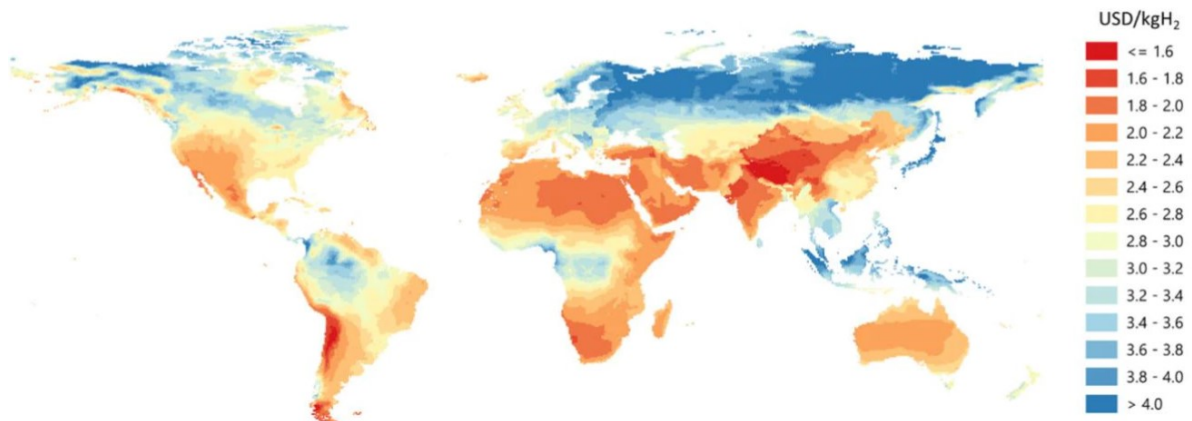 USD/kgH₂
<= 1.6
1.6 - 1.8
1.8 - 2.0
2.0 - 2.2
2.2 - 2.4
2.4 - 2.6
2.6 - 2.8
2.8 - 3.0
3.0 - 3.2
3.2 - 3.4
3.4 - 3.6
3.6 - 3.8
3.8 - 4.0
> 4.0